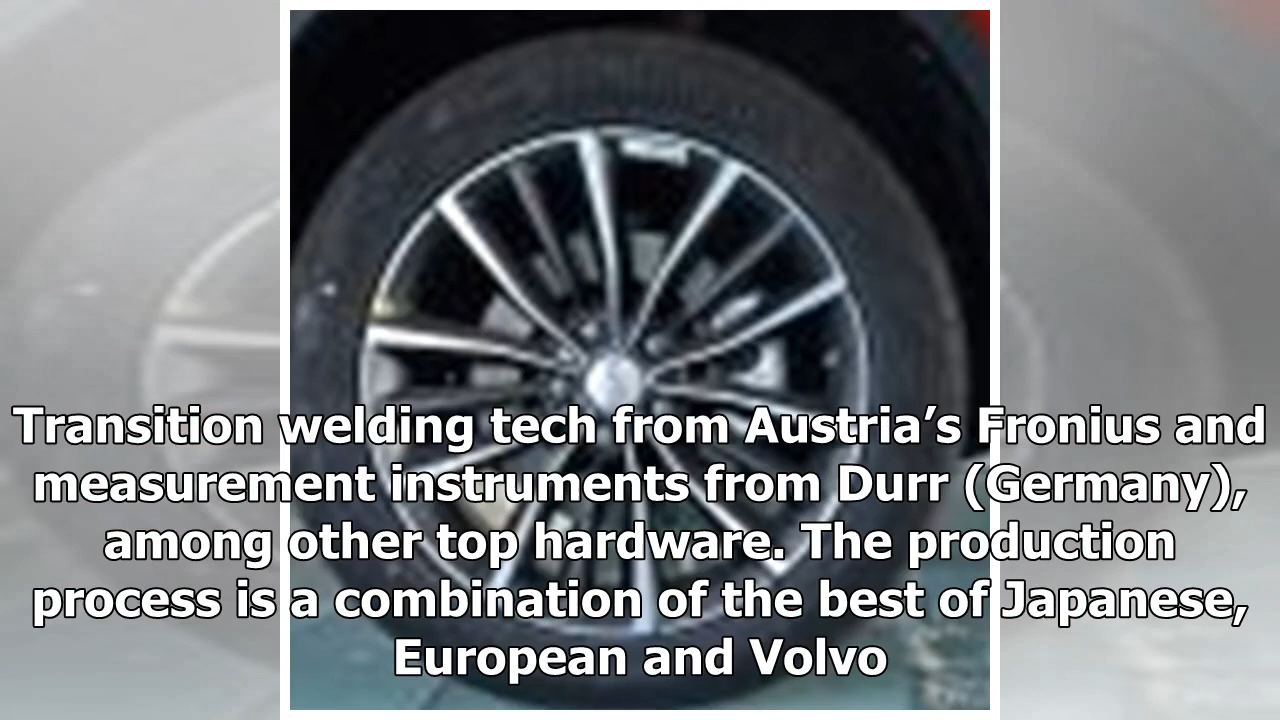 Transition welding tech from Austria’s Fronius and
measurement instruments from Durr (Germany),
among other top hardware. The production
process is a combination of the best of Japanese,
European and Volvo